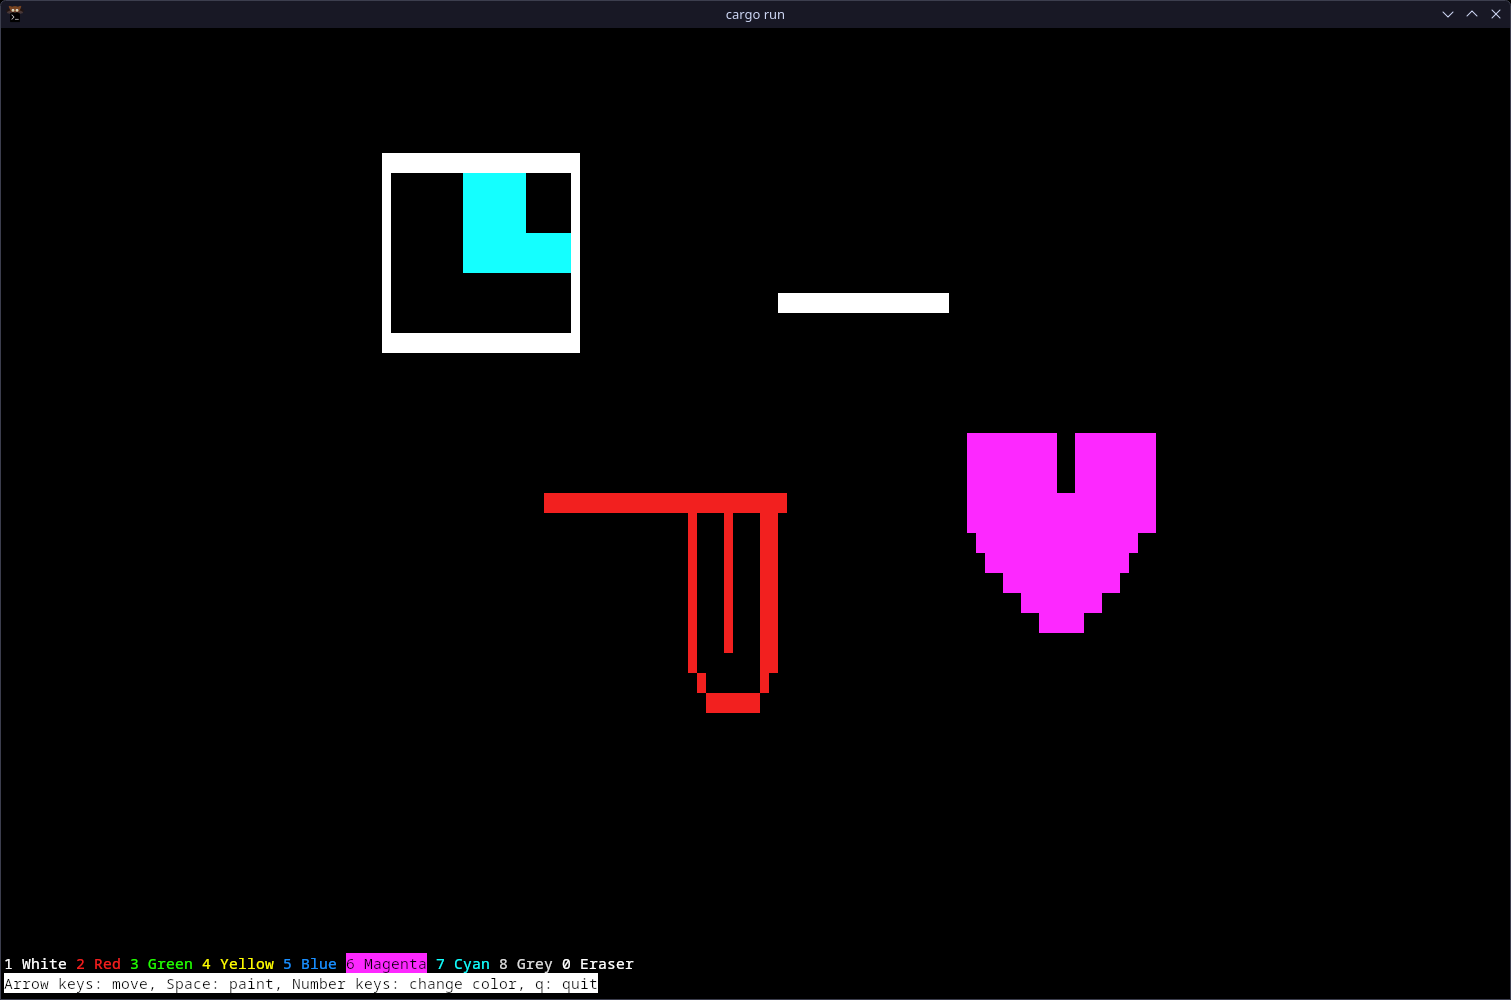 cargo run
1 White 2 Red 3 Green 4 Yellow 5 Blue 6 Magenta 7 Cyan 8 Grey 0 Eraser
Arrow keys: move, Space: paint, Number keys: change color, q: quit